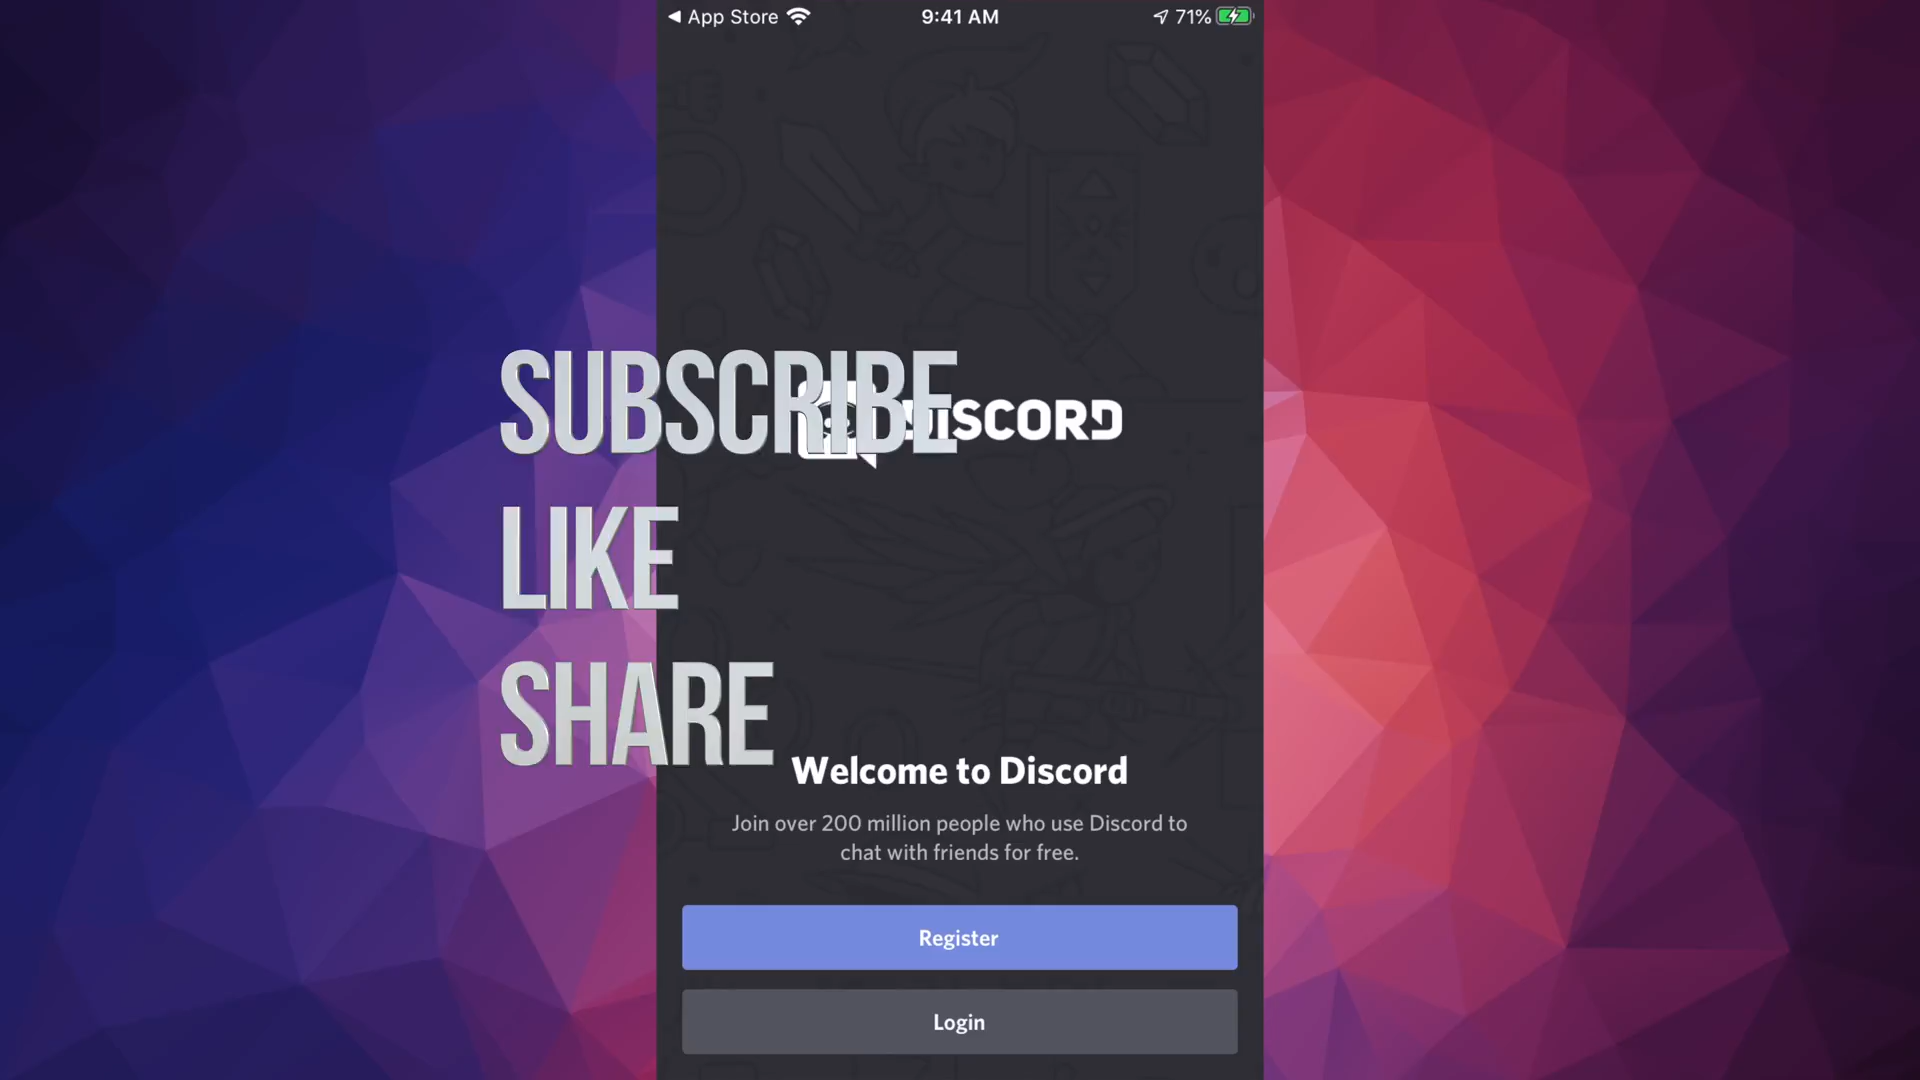 App Store
9:41 AM
71%
SUBSCRIBE
DISCORD
LIKE
SHARE
Welcome to Discord
Join over 200 million people who use Discord to
chat with friends for free.
Register
Login